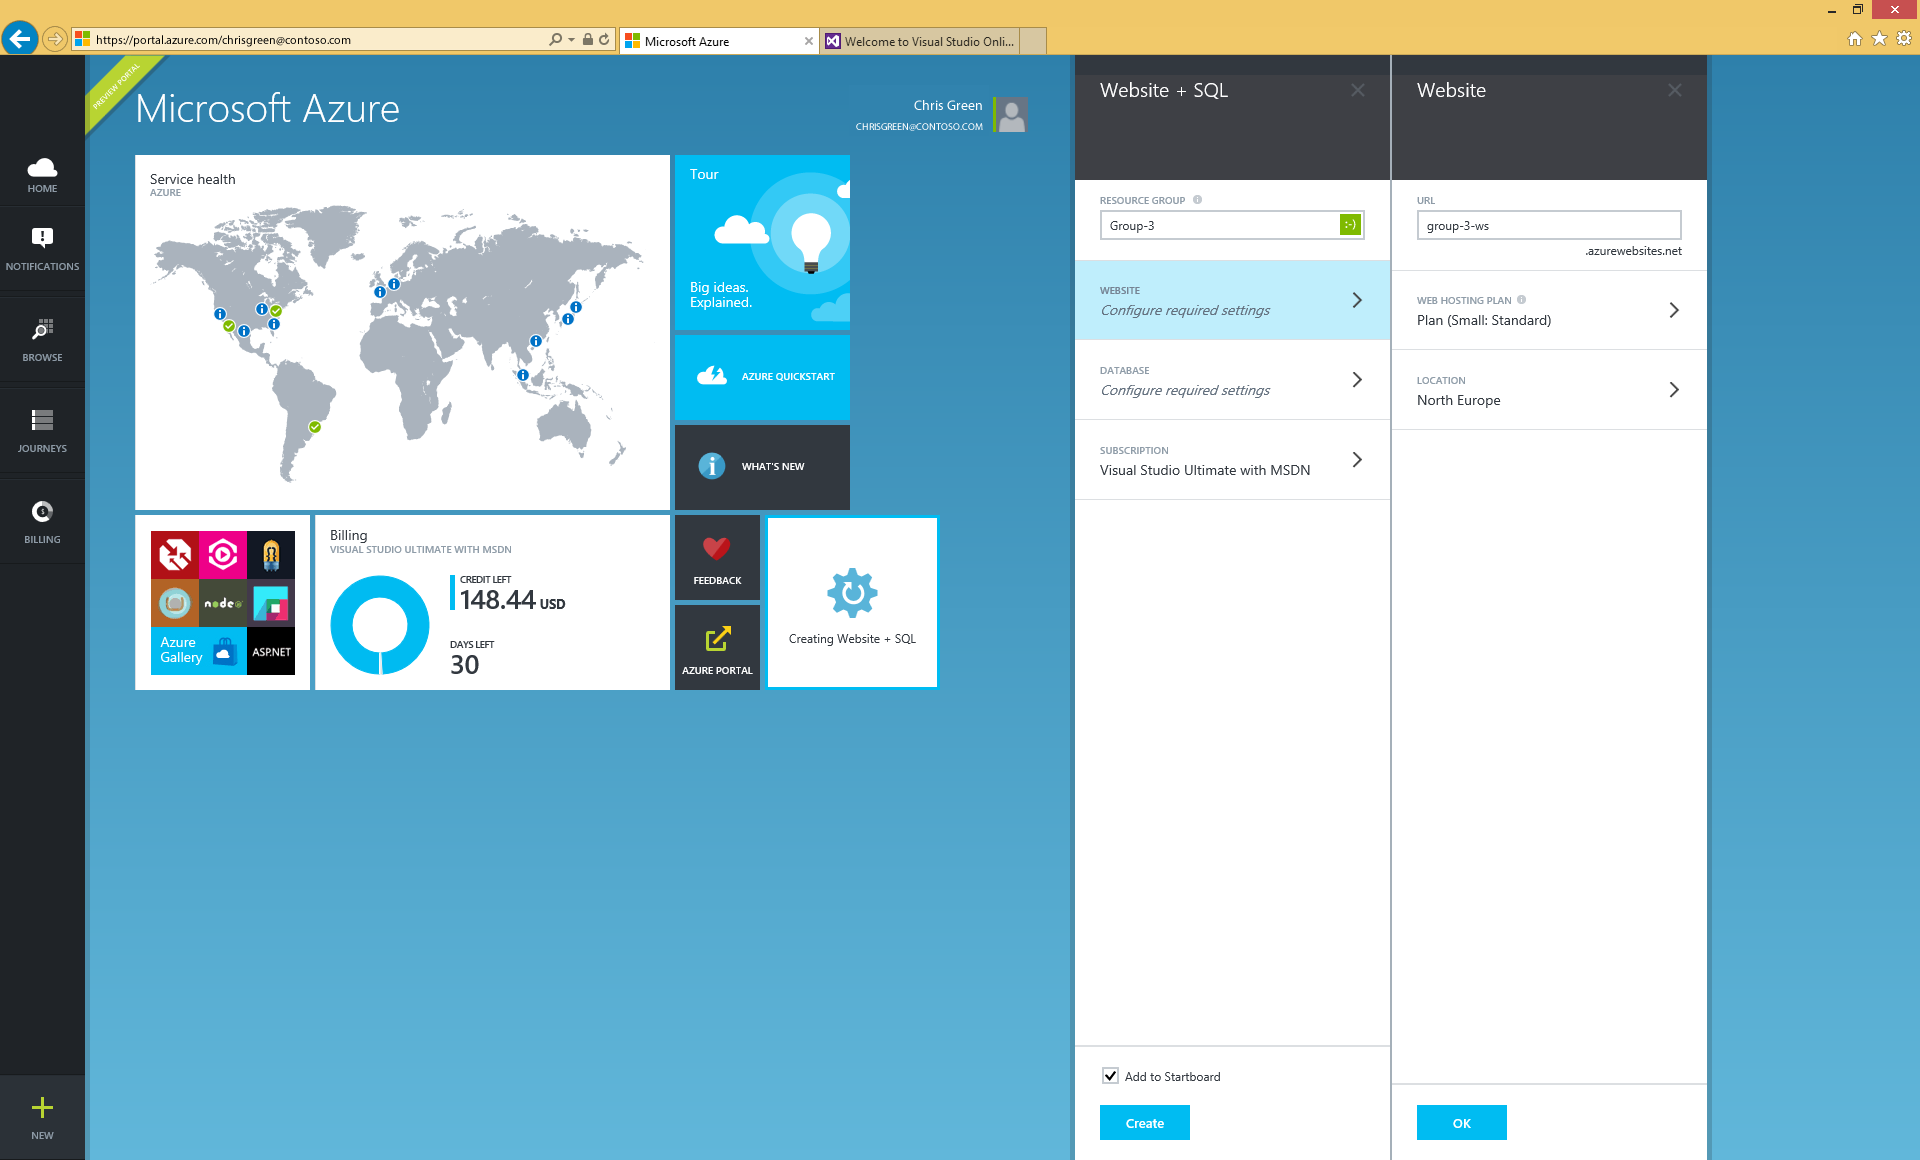 https://portal.azure.com/chrisgreen@contoso.com
Microsoft Azure
Welcome to Visual Studio Onli...
PREVIEW PORTAL
Microsoft Azure
Chris Green
CHRISGREEN@CONTOSO.COM
HOME
NOTIFICATIONS
BROWSE
JOURNEYS
BILLING
NEW
Service health
AZURE
Tour
Big ideas.
Explained.
AZURE QUICKSTART
WHAT'S NEW
node
Azure
Gallery
ASP.NET
Billing
VISUAL STUDIO ULTIMATE WITH MSDN
CREDIT LEFT
148.44 USD
DAYS LEFT
30
FEEDBACK
AZURE PORTAL
Creating Website + SQL
Website + SQL
RESOURCE GROUP
Group-3
:-)
WEBSITE
Configure required settings
DATABASE
Configure required settings
SUBSCRIPTION
Visual Studio Ultimate with MSDN
Add to Startboard
Create
Website
URL
group-3-ws
.azurewebsites.net
WEB HOSTING PLAN
Plan (Small: Standard)
LOCATION
North Europe
OK